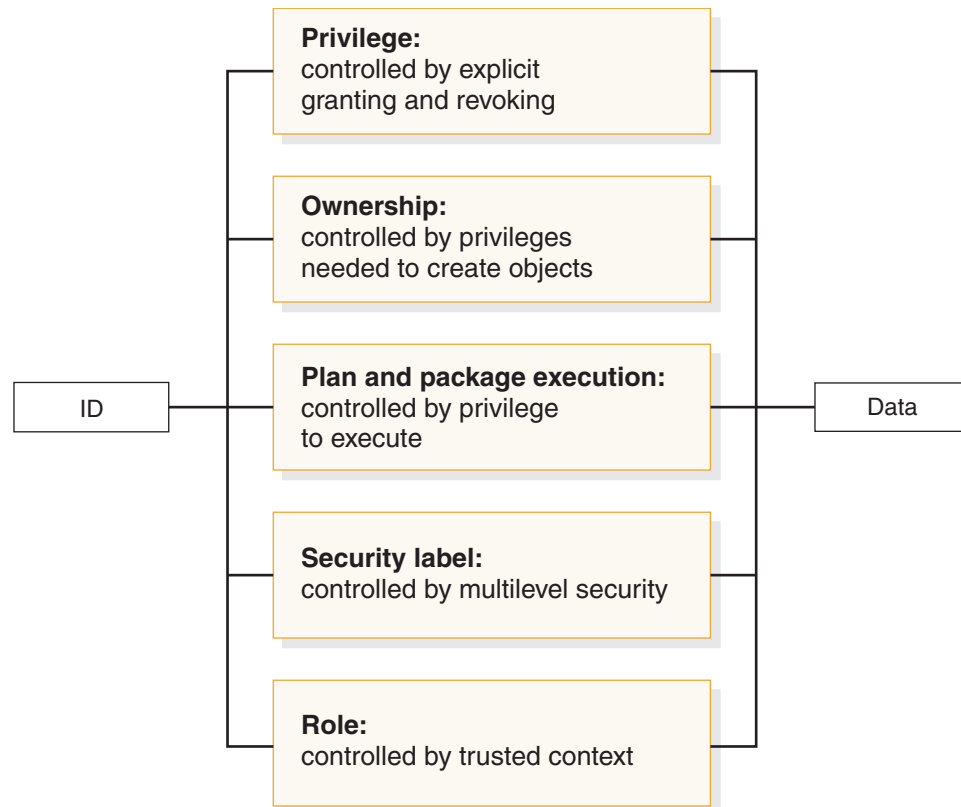 Privilege:
controlled by explicit
granting and revoking
Ownership:
controlled by privileges
needed to create objects
ID
Plan and package execution:
controlled by privilege
to execute
Data
Security label:
controlled by multilevel security
Role:
controlled by trusted context